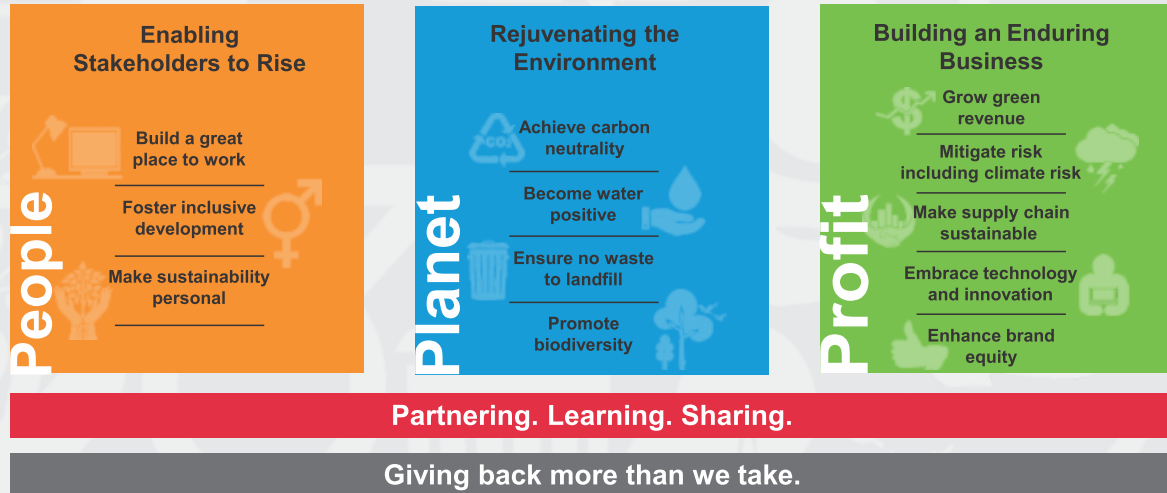 Enabling
Stakeholders to Rise
Build a great
place to work
Foster inclusive
development
Make sustainability
personal
People
Rejuvenating the
Environment
CO2
Achieve carbon
neutrality
Become water
positive
Ensure no waste
to landfill
Promote
biodiversity
Planet
Building an Enduring
Business
Grow green
revenue
Mitigate risk
including climate risk
Make supply chain
sustainable
Embrace technology
and innovation
Enhance brand
equity
Profit
Partnering. Learning. Sharing.
Giving back more than we take.